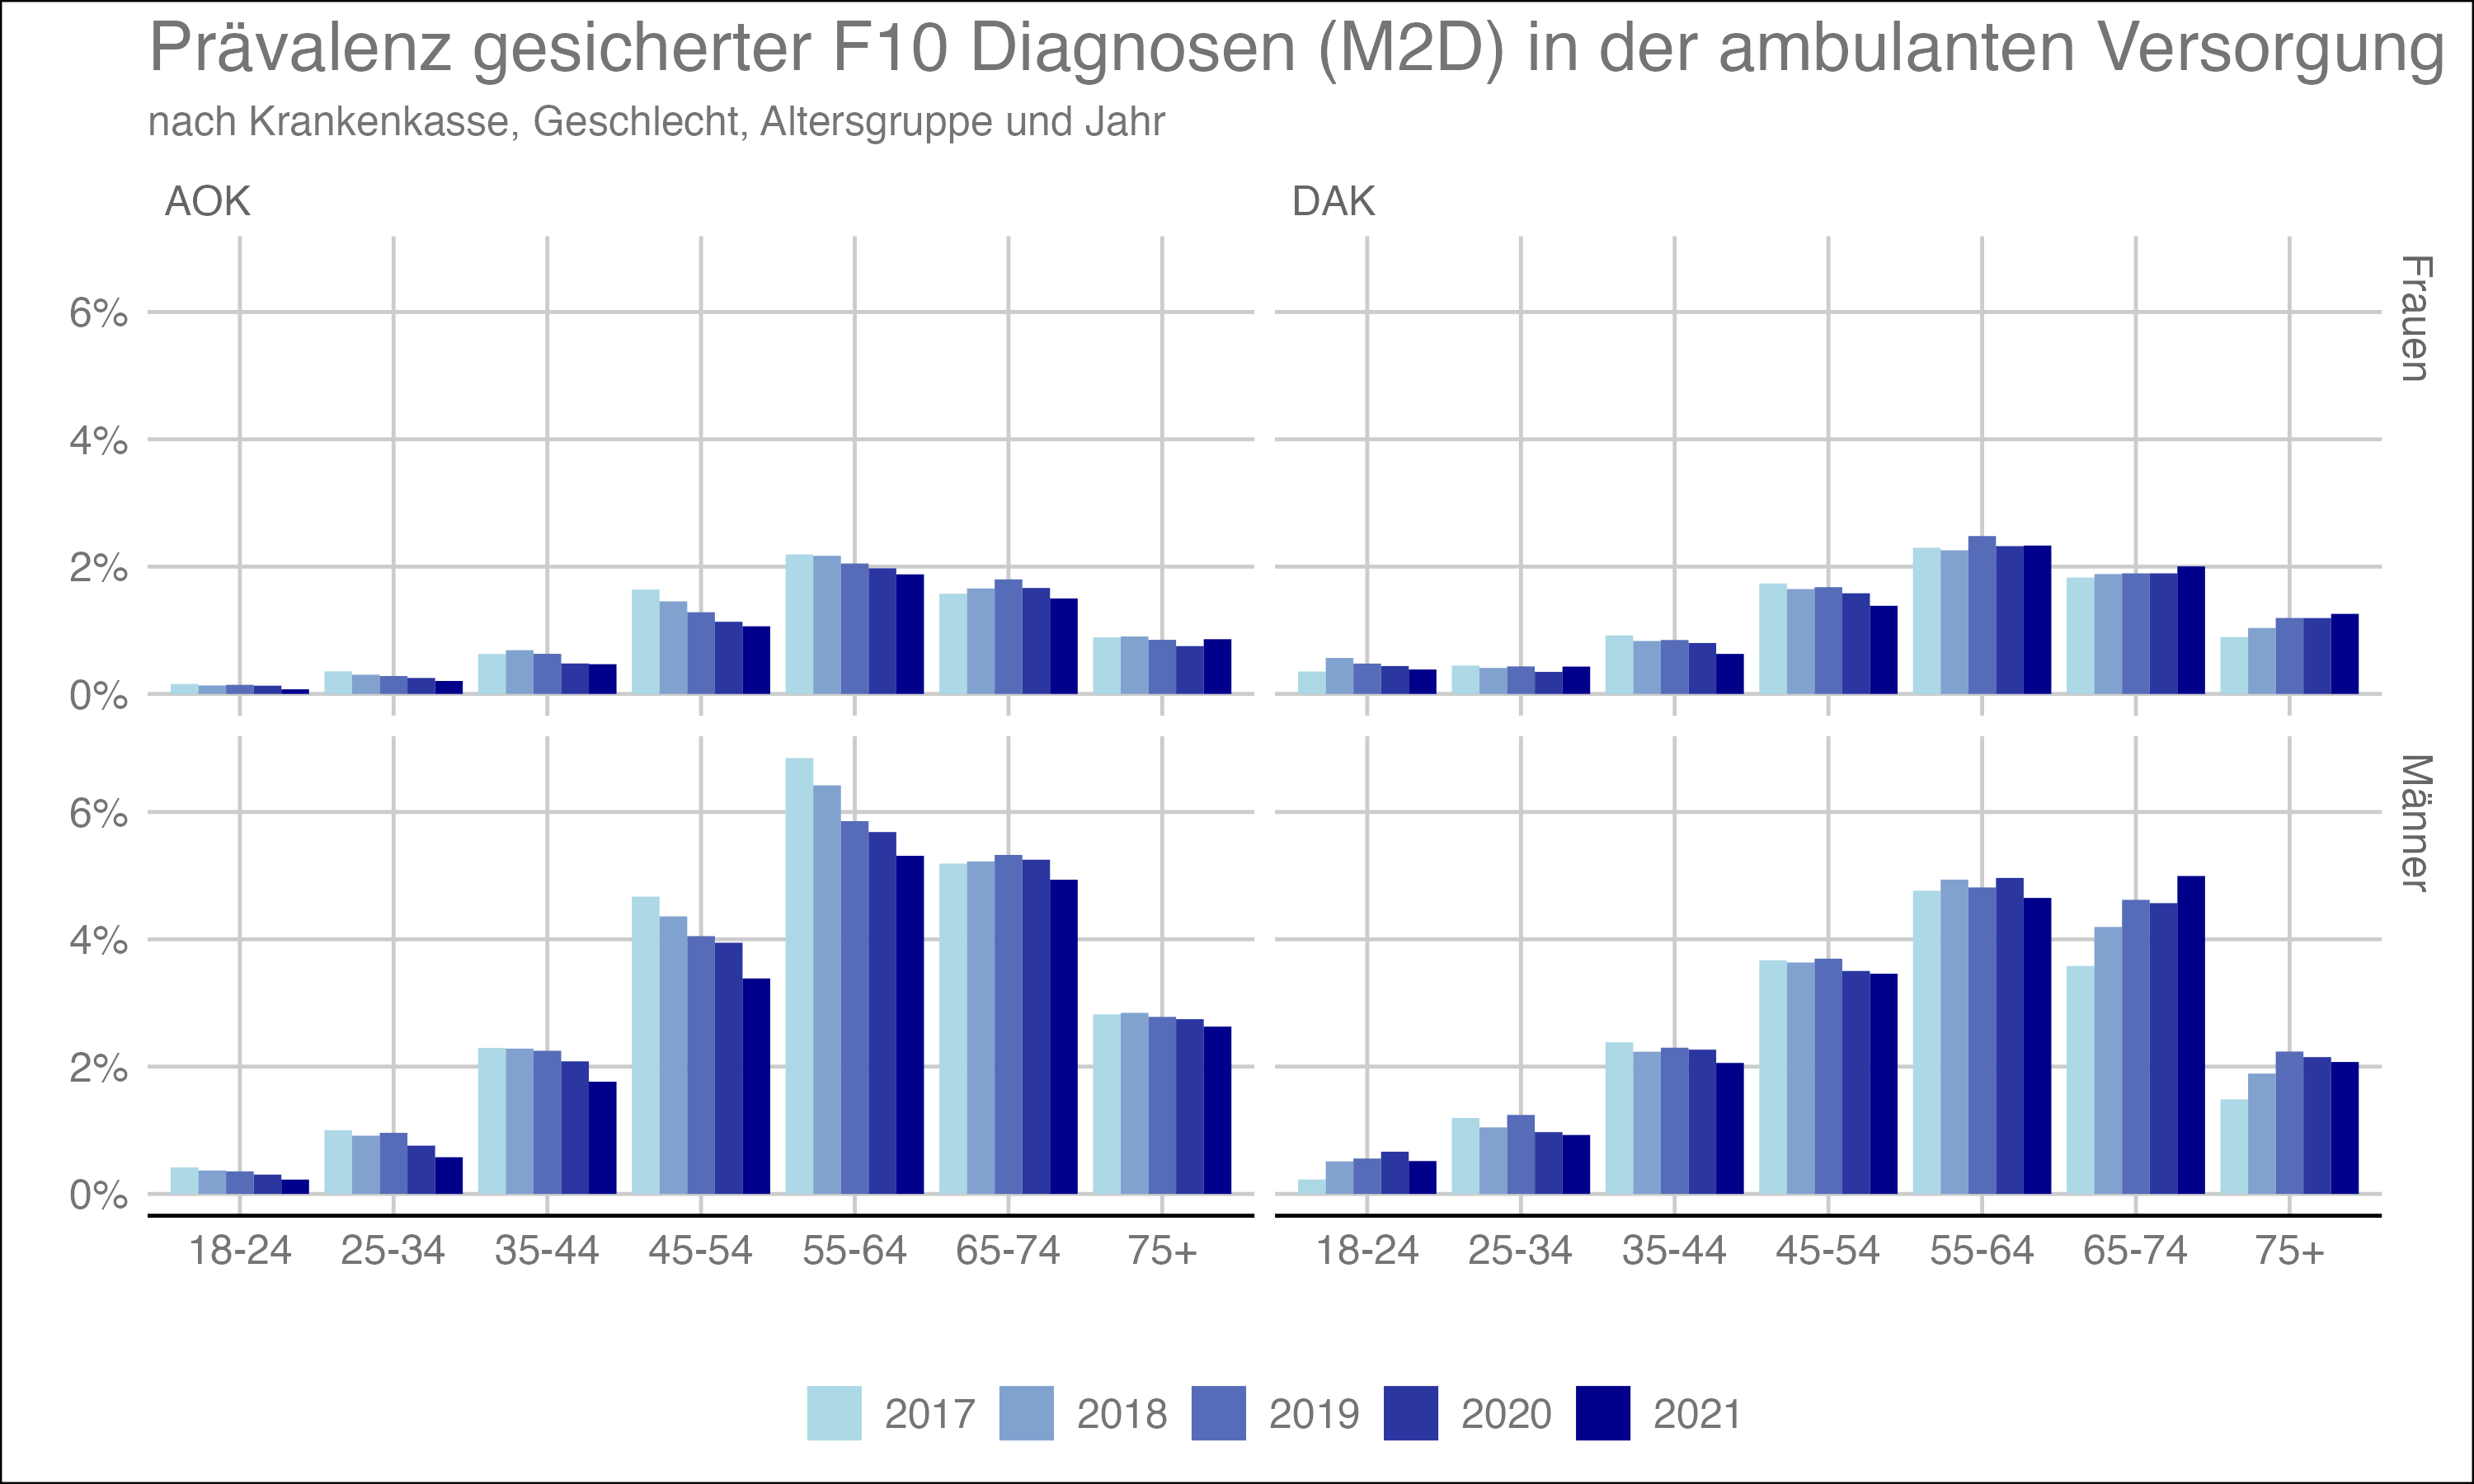 Prävalenz gesicherter F10 Diagnosen (M2D) in der ambulanten Versorgung
nach Krankenkasse, Geschlecht, Altersgruppe und Jahr
AOK
DAK
6%
4%
2%
0%
Frauen
6%
4%
2%
0%
Männer
18-24 25-34 35-44 45-54 55-64 65-74 75+
18-24 25-34 35-44 45-54 55-64 65-74 75+
2017 2018 2019 2020 2021